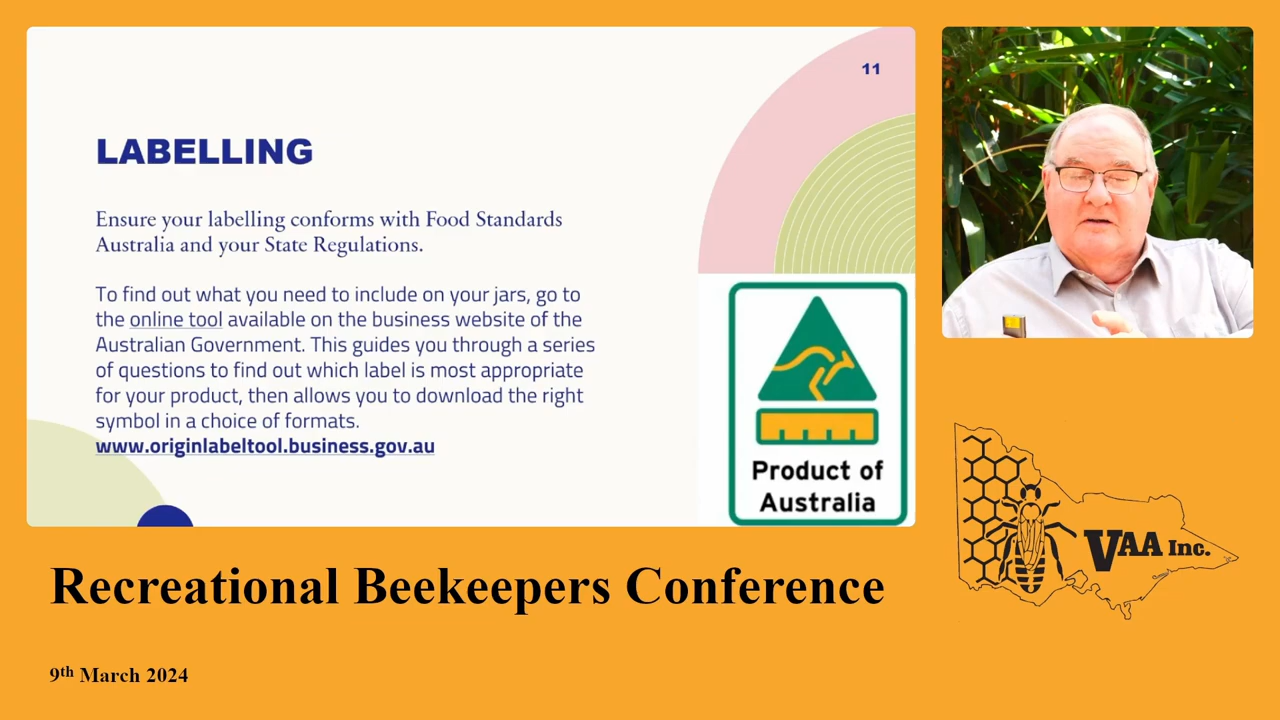 11
LABELLING
Ensure your labelling conforms with Food Standards
Australia and your State Regulations.
To find out what you need to include on your jars, go to
the online tool available on the business website of the
Australian Government. This guides you through a series
of questions to find out which label is most appropriate
for your product, then allows you to download the right
symbol in a choice of formats.
www.originlabeltool.business.gov.au
Product of
Australia
VAA Inc.
Recreational Beekeepers Conference
9th March 2024